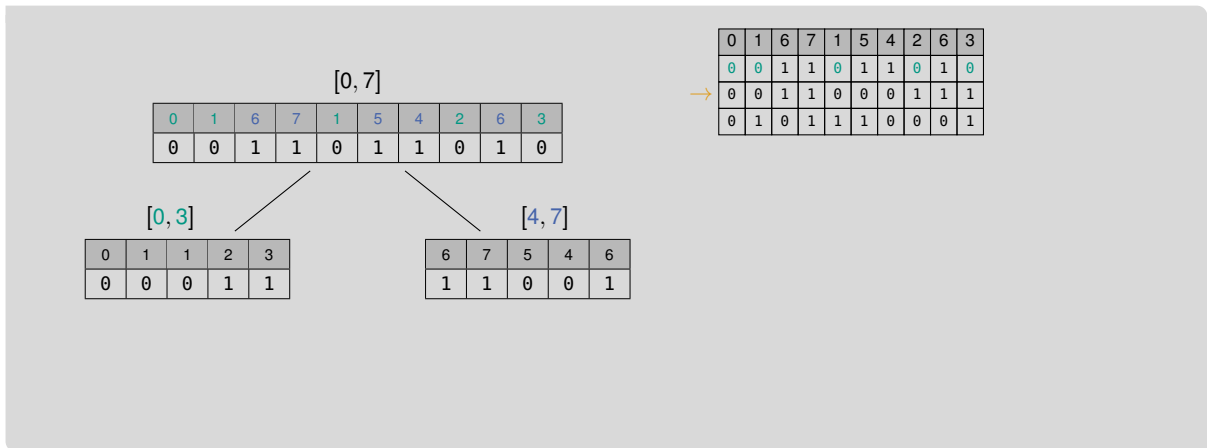 [0, 7]
0 1 6 7 1 5 4 2 6 3
0 0 1 1 0 1 1 0 1 0
[0, 3]
0 1 1 2 3
0 0 0 1 1
[4, 7]
6 7 5 4 6
1 1 0 0 1
0 1 6 7 1 5 4 2 6 3
0 0 1 1 0 1 1 0 1 0
→ 0 0 1 1 0 0 0 1 1 1
0 1 0 1 1 1 0 0 0 1